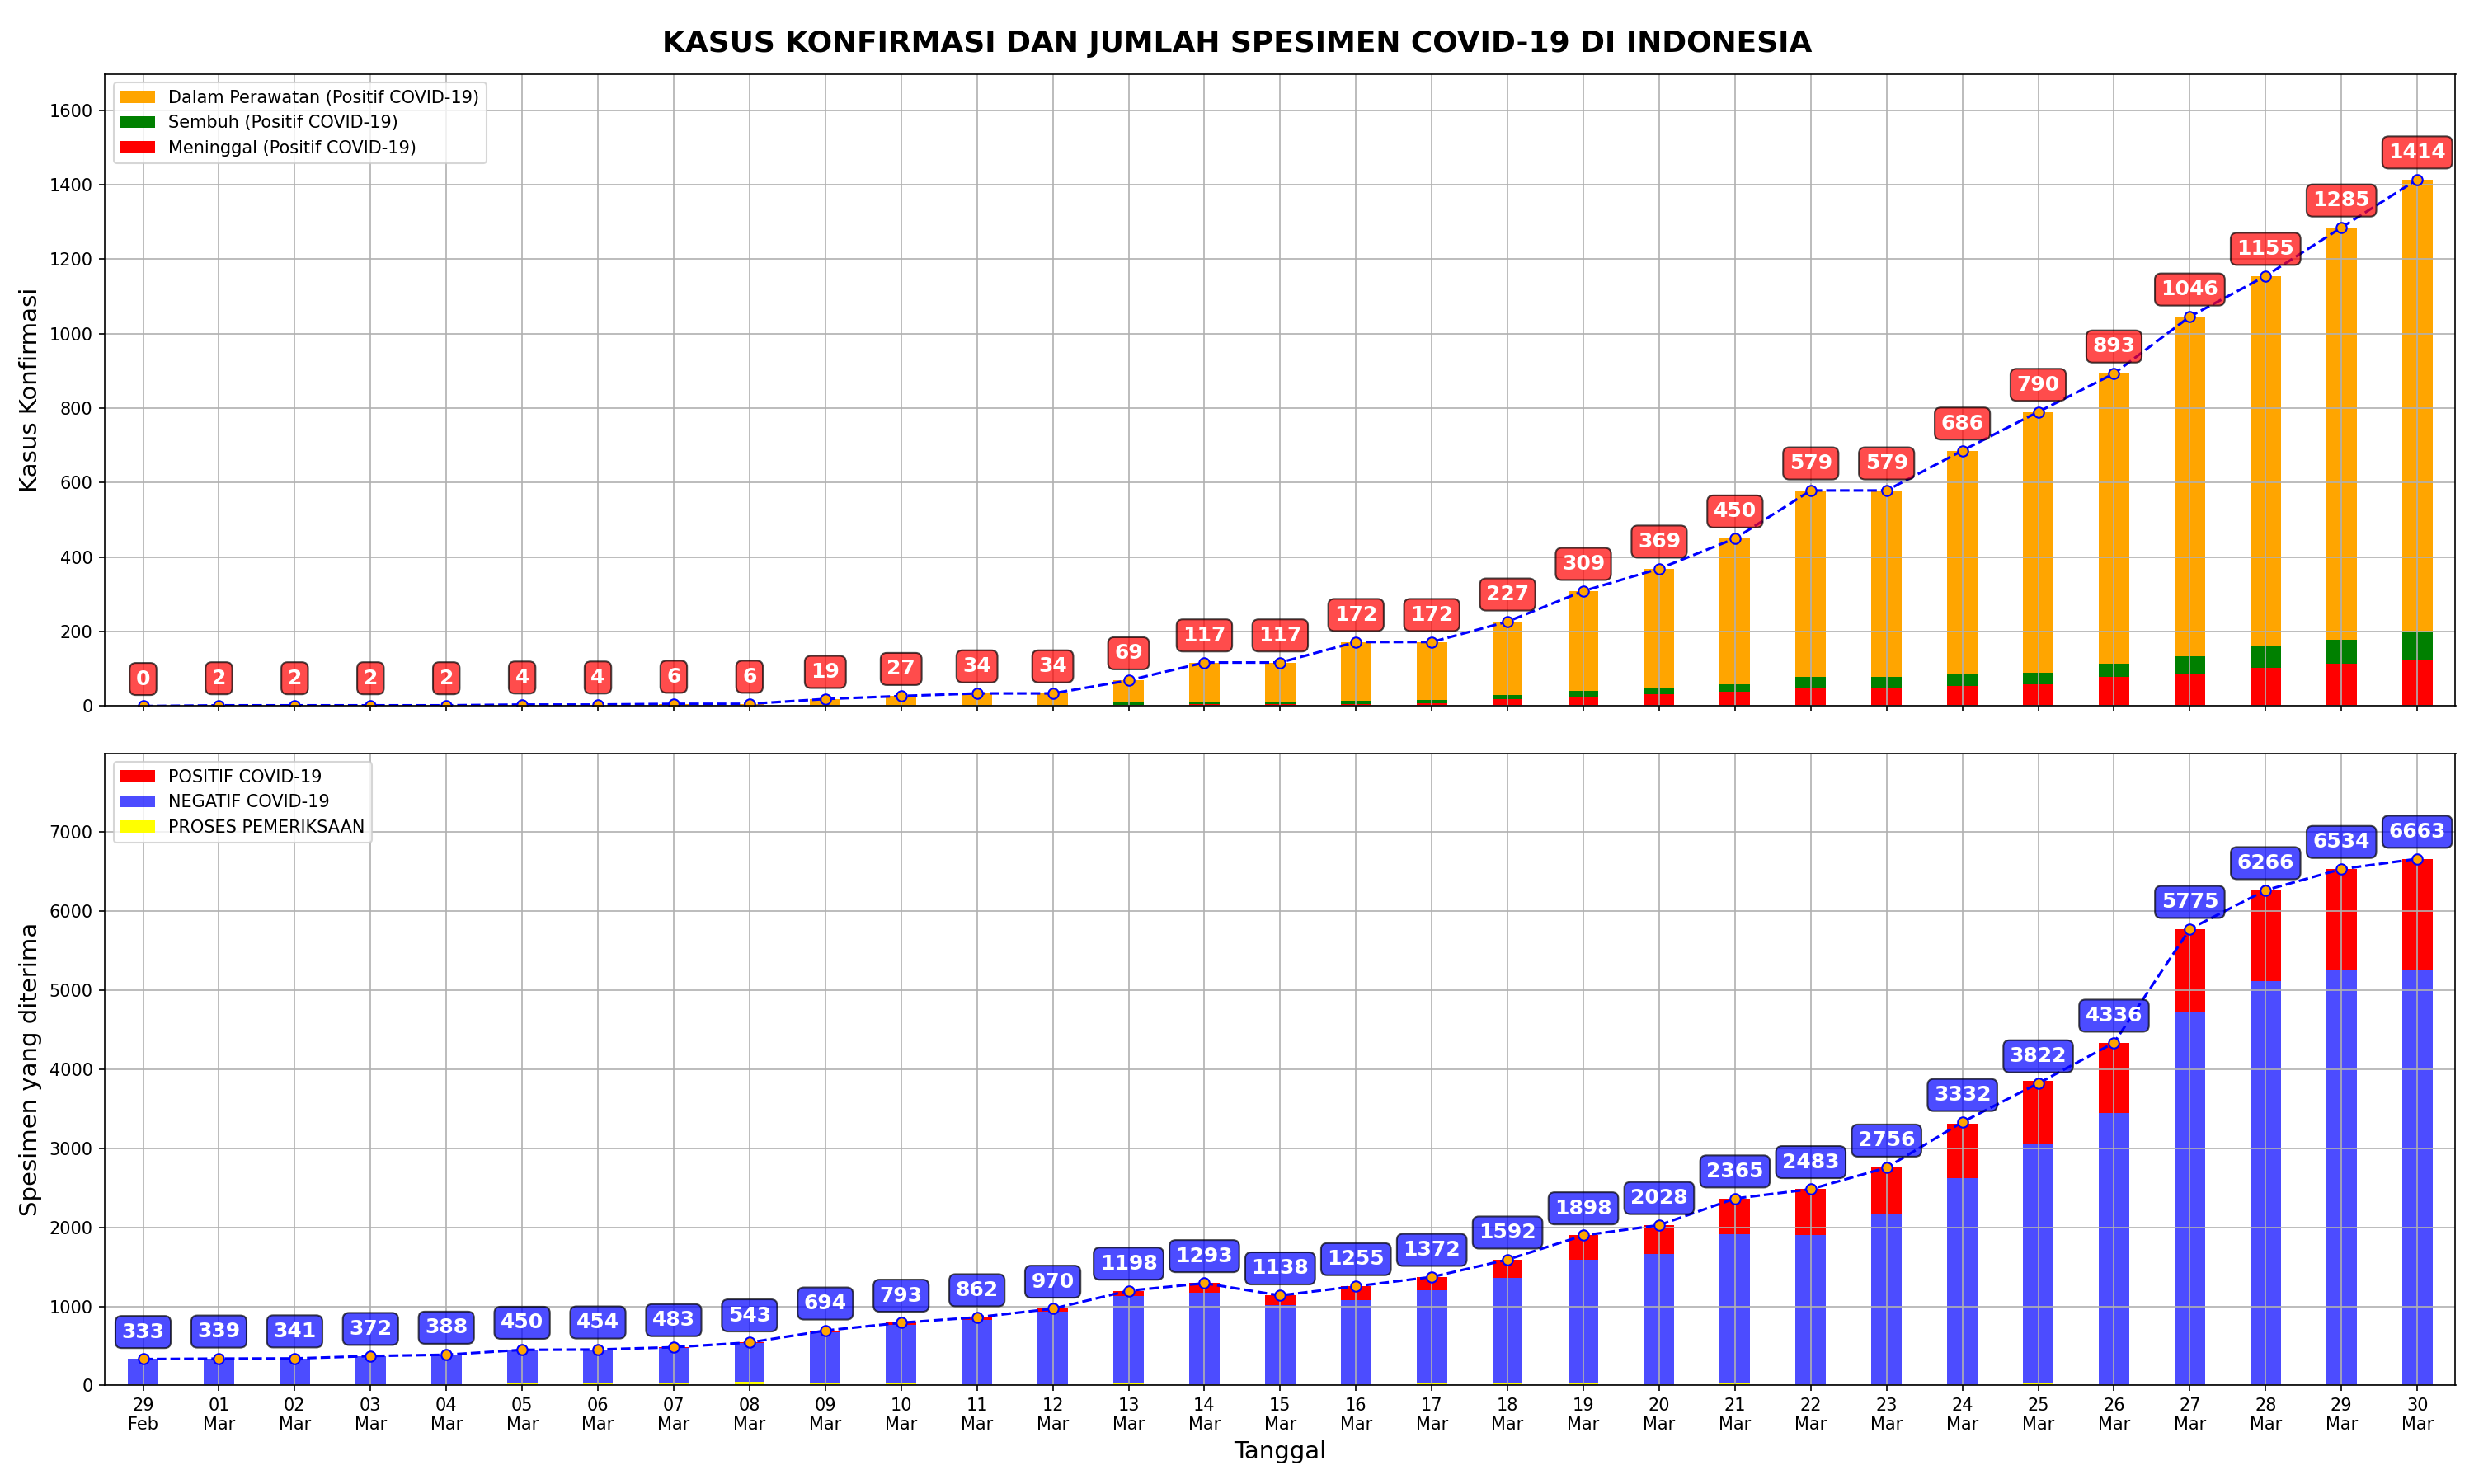 KASUS KONFIRMASI DAN JUMLAH SPESIMEN COVID-19 DI INDONESIA
Dalam Perawatan (Positif COVID-19)
Sembuh (Positif COVID-19)
Meninggal (Positif COVID-19)
Kasus Konfirmasi
1600
1400
1200
1000
800
600
400
200
0
0 2 2 2 2 4 4 6 6 19 27 34 34 69 117 117 172 172 227 309 369 450 579 579 686 790 893 1046 1155 1285 1414
POSITIF COVID-19
NEGATIF COVID-19
PROSES PEMERIKSAAN
Spesimen yang diterima
7000
6000
5000
4000
3000
2000
1000
0
333 339 341 372 388 450 454 483 543 694 793 862 970 1198 1293 1138 1255 1372 1592 1898 2028 2365 2483 2756 3332 3822 4336 5775 6266 6534 6663
29 01 02 03 04 05 06 07 08 09 10 11 12 13 14 15 16 17 18 19 20 21 22 23 24 25 26 27 28 29 30
Feb Mar Mar Mar Mar Mar Mar Mar Mar Mar Mar Mar Mar Mar Mar Mar Mar Mar Mar Mar Mar Mar Mar Mar Mar Mar Mar Mar Mar Mar Mar
Tanggal